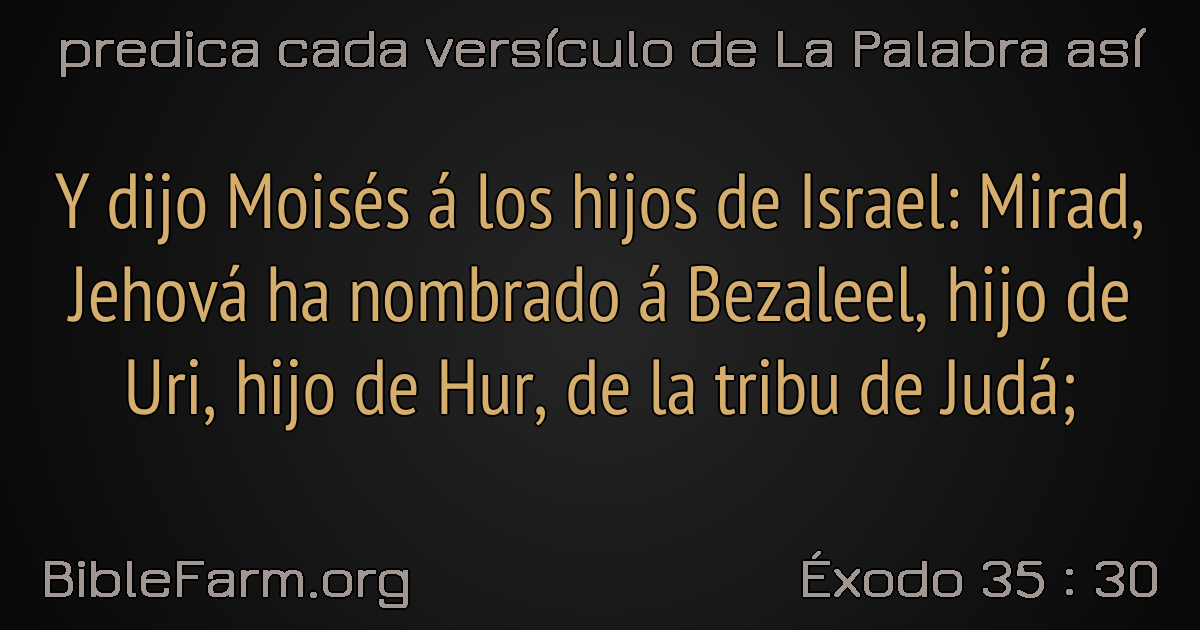 predica cada versículo de La Palabra así
Y dijo Moisés á los hijos de Israel: Mirad,
Jehová ha nombrado á Bezaleel, hijo de
Uri, hijo de Hur, de la tribu de Judá;
BibleFarm.org
Éxodo 35 : 30